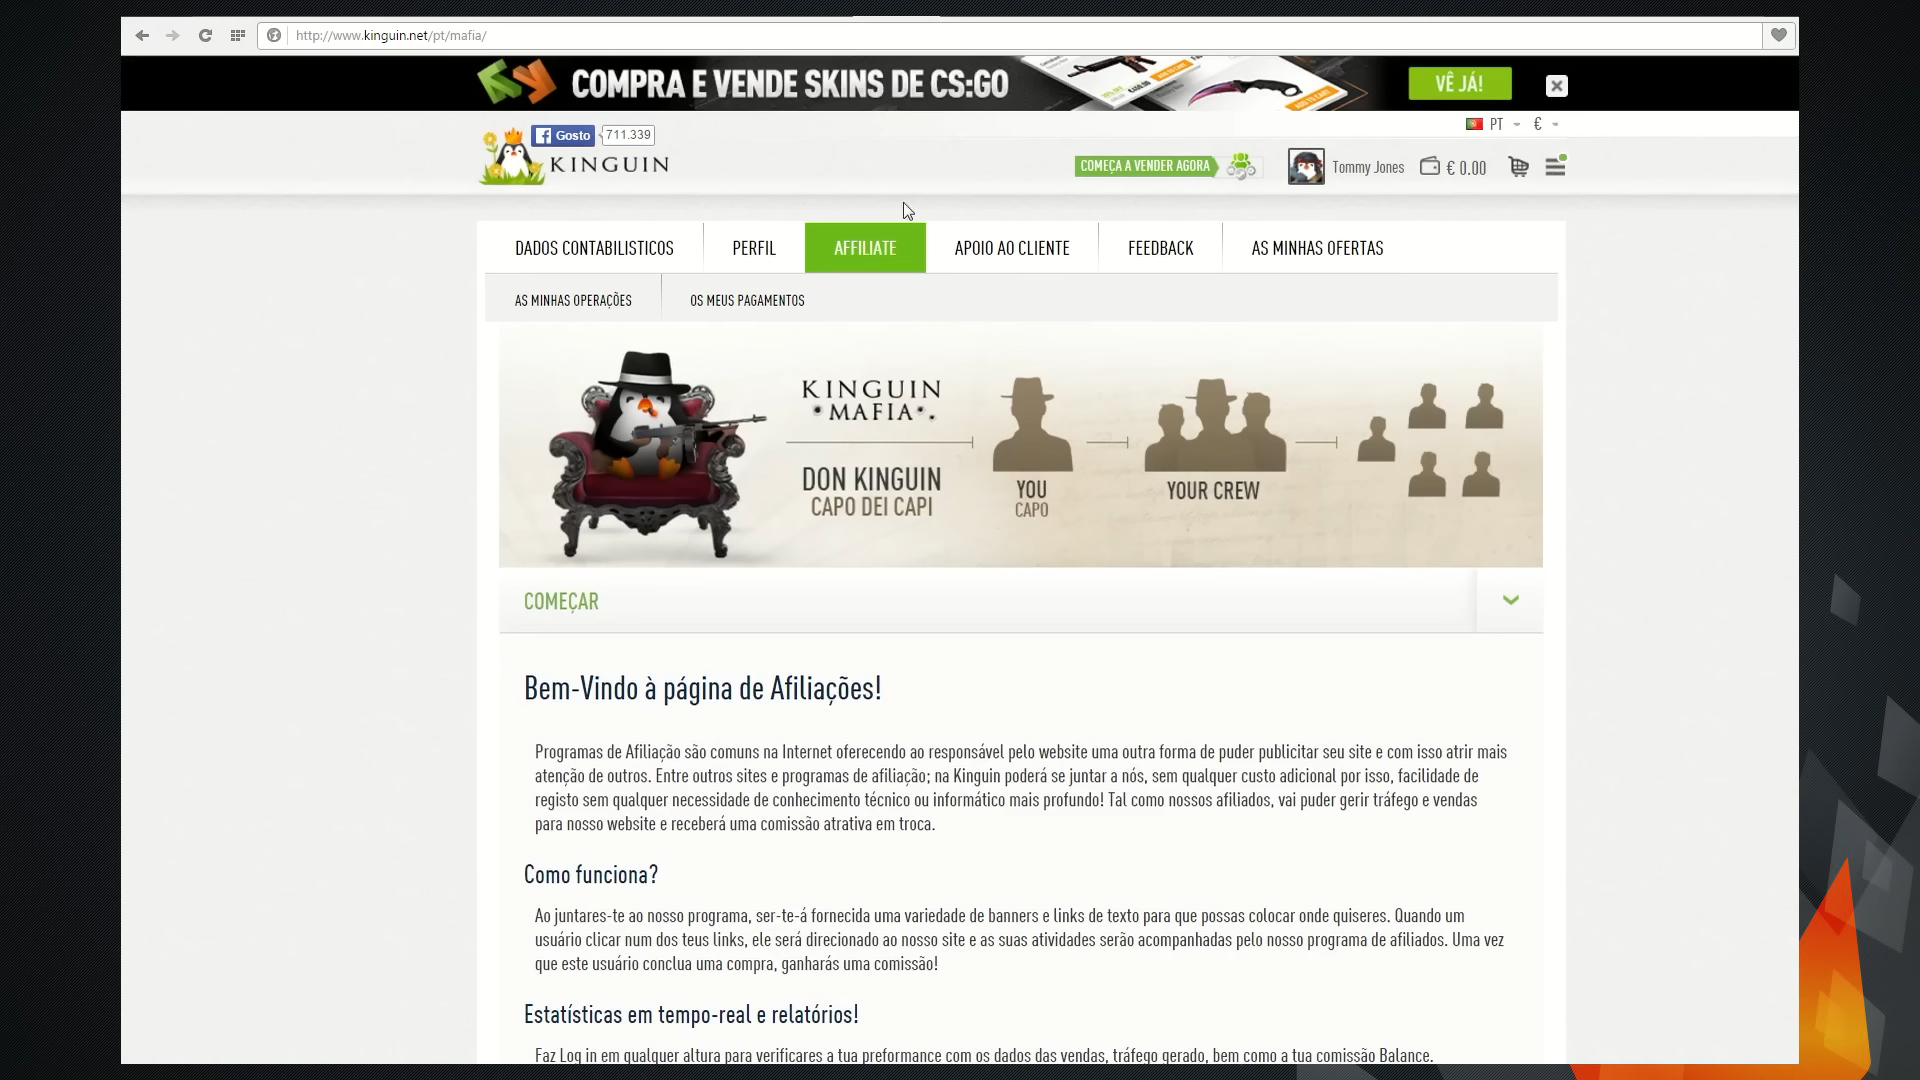 http://www.kinguin.net/pt/mafia/
COMPRA E VENDE SKINS DE CS:GO
VÊ JÁ!
PT
€
Gosto
711.339
KINGUIN
COMEÇA A VENDER AGORA
Tommy Jones
€ 0.00
DADOS CONTABILISTICOS
PERFIL
AFFILIATE
APOIO AO CLIENTE
FEEDBACK
AS MINHAS OFERTAS
AS MINHAS OPERAÇÕES
OS MEUS PAGAMENTOS
KINGUIN
MAFIA
DON KINGUIN
CAPO DEI CAPI
YOU
CAPO
YOUR CREW
COMEÇAR
Bem-Vindo à página de Afiliações!
Programas de Afiliação são comuns na Internet oferecendo ao responsável pelo website uma outra forma de puder publicitar seu site e com isso atrir mais
atenção de outros. Entre outros sites e programas de afiliação; na Kinguin poderá se juntar a nós, sem qualquer custo adicional por isso, facilidade de
registo sem qualquer necessidade de conhecimento técnico ou informático mais profundo! Tal como nossos afiliados, vai puder gerir tráfego e vendas
para nosso website e receberá uma comissão atrativa em troca.
Como funciona?
Ao juntares-te ao nosso programa, ser-te-á fornecida uma variedade de banners e links de texto para que possas colocar onde quiseres. Quando um
usuário clicar num dos teus links, ele será direcionado ao nosso site e as suas atividades serão acompanhadas pelo nosso programa de afiliados. Uma vez
que este usuário conclua uma compra, ganharás uma comissão!
Estatísticas em tempo-real e relatórios!
Faz Log in em qualquer altura para verificares a tua preformance com os dados das vendas, tráfego gerado, bem como a tua comissão Balance.